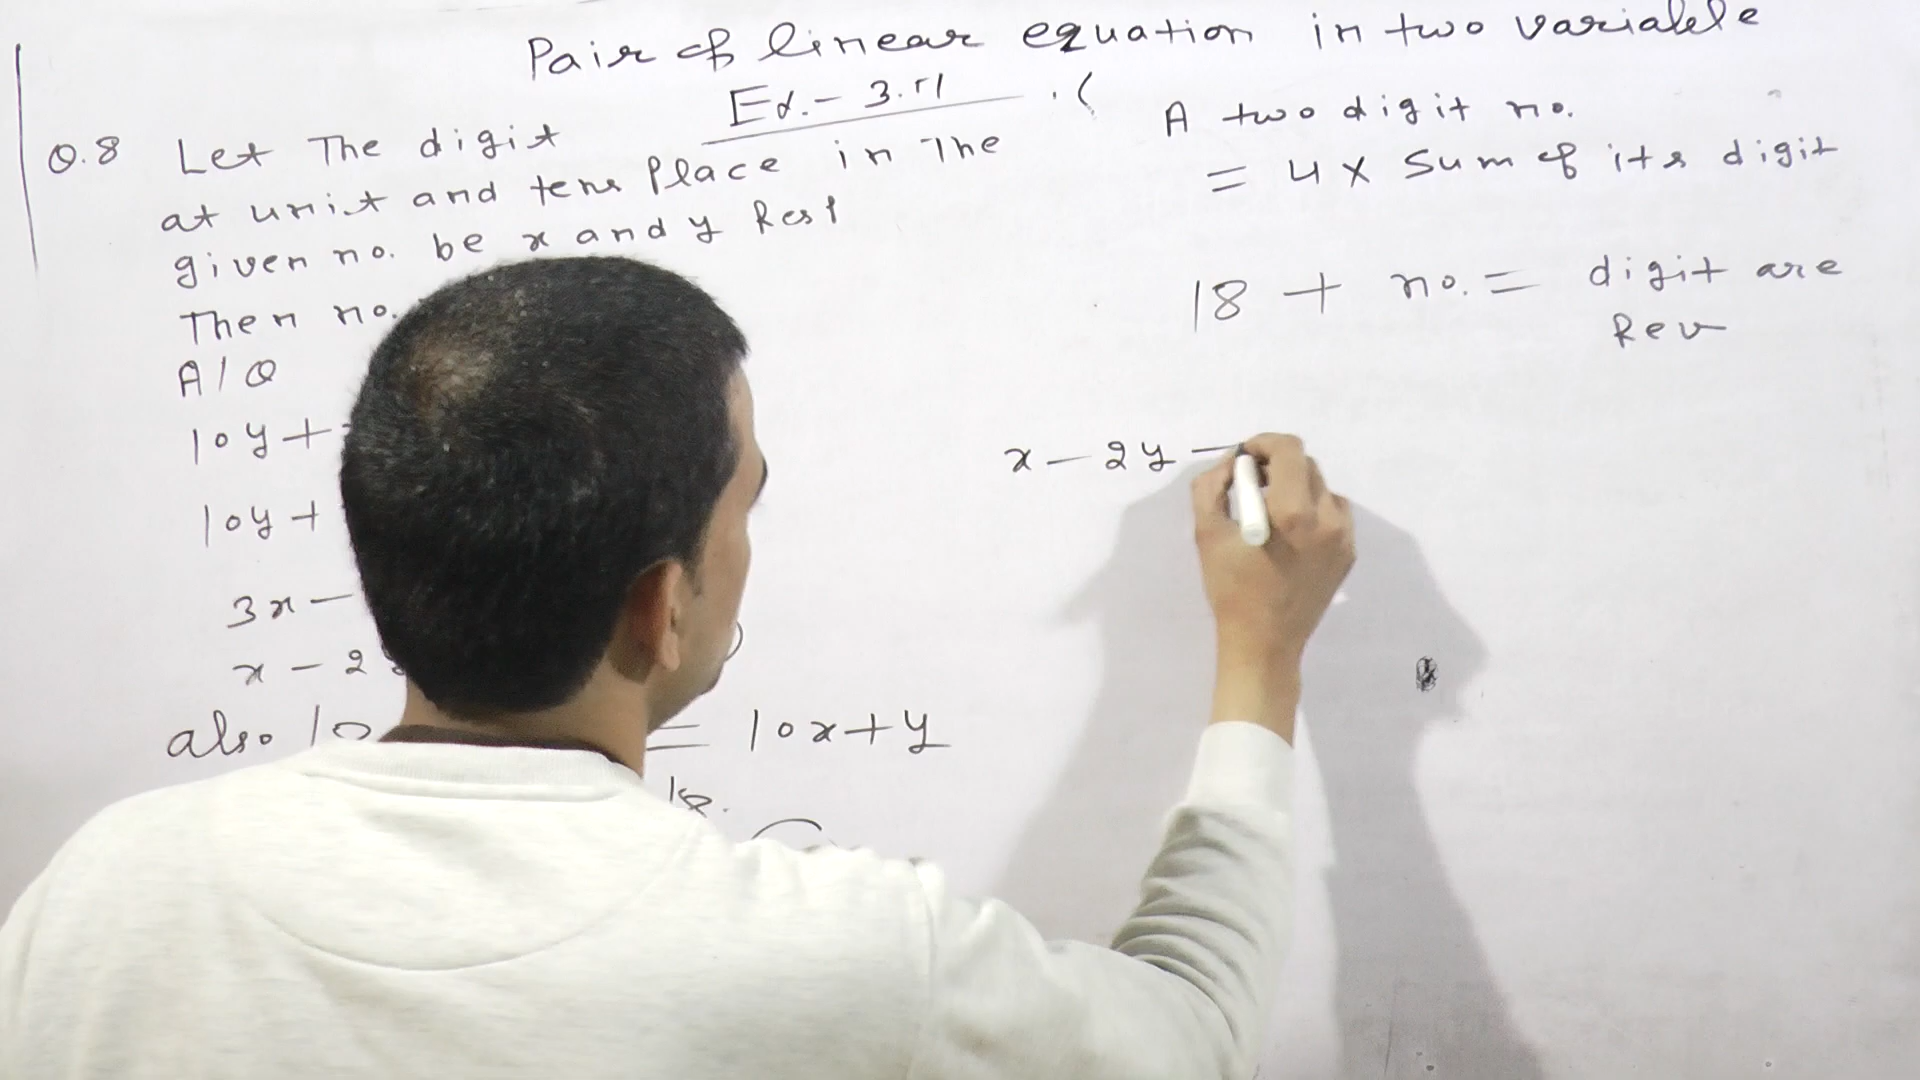 Pair of linear equation in two variable
Ex.- 3.
Q.8 Let The digit
at unit and tens Place in The
given no. be x and y Res
Then no.
A/Q
10y+
10y+
3x-
x-2
also 10 = 10x+y
18.
A two digit no.
= 4 x Sum of its digit
18 + no. = digit are
Rev
x-2y-